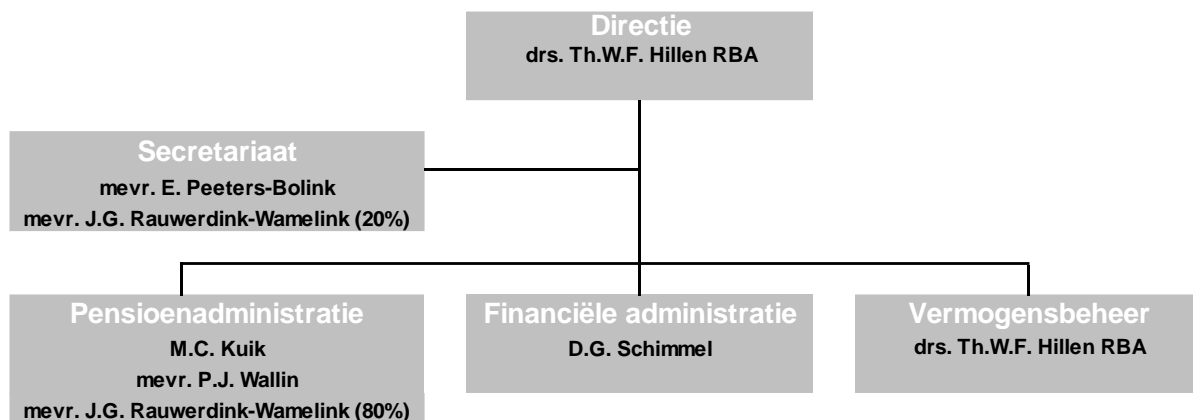 Directie
drs. Th.W.F. Hillen RBA
Secretariaat
mevr. E. Peeters-Bolink
mevr. J.G. Rauwerdink-Wamelink (20%)
Pensioenadministratie
M.C. Kuik
mevr. P.J. Wallin
mevr. J.G. Rauwerdink-Wamelink (80%)
Financiële administratie
D.G. Schimmel
Vermogensbeheer
drs. Th.W.F. Hillen RBA